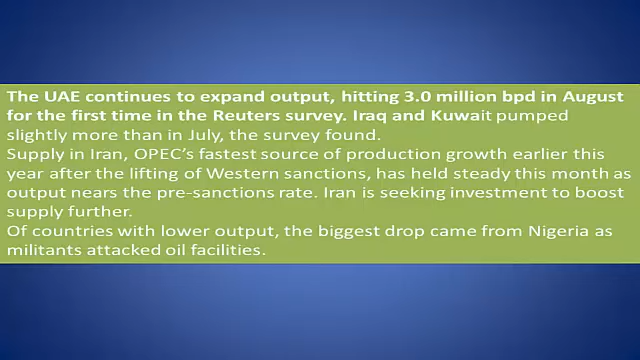 The UAE continues to expand output, hitting 3.0 million bpd in August
for the first time in the Reuters survey. Iraq and Kuwait pumped
slightly more than in July, the survey found.
Supply in Iran, OPEC’s fastest source of production growth earlier this
year after the lifting of Western sanctions, has held steady this month as
output nears the pre-sanctions rate. Iran is seeking investment to boost
supply further.
Of countries with lower output, the biggest drop came from Nigeria as
militants attacked oil facilities.